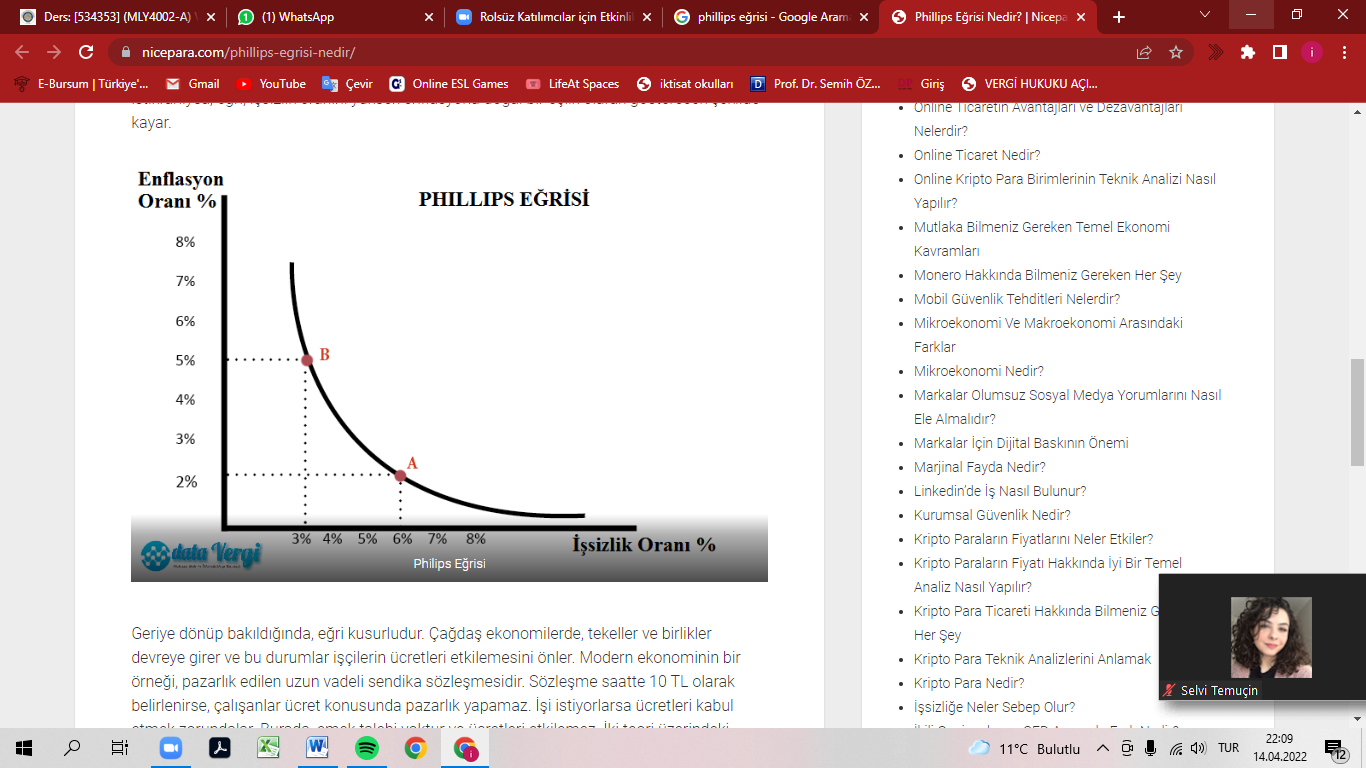 Ders: [534353] (MLY4002-A)
(1) WhatsApp
Rolsüz Katılımcılar için Etkinlik
phillips eğrisi - Google Arama
Phillips Eğrisi Nedir? | Nicepa
nicepara.com/phillips-egrisi-nedir/
i
E-Bursum | Türkiye'...
Gmail
YouTube
Çevir
Online ESL Games
LifeAt Spaces
iktisat okulları
Prof. Dr. Semih ÖZ...
Giriş
VERGİ HUKUKU AÇI...
kayar.
Enflasyon
Oranı %
PHILLIPS EĞRİSİ
8%
7%
6%
5%
4%
3%
2%
B
A
3% 4% 5% 6% 7% 8%
İşsizlik Oranı %
data Vergi
Philips Eğrisi
Geriye dönüp bakıldığında, eğri kusurludur. Çağdaş ekonomilerde, tekeller ve birlikler
devreye girer ve bu durumlar işçilerin ücretleri etkilemesini önler. Modern ekonominin bir
örneği, pazarlık edilen uzun vadeli sendika sözleşmesidir. Sözleşme saatte 10 TL olarak
belirlenirse, çalışanlar ücret konusunda pazarlık yapamaz. İşi istiyorlarsa ücretleri kabul
Online Ticaretin Avantajları ve Dezavantajları
Nelerdir?
Online Ticaret Nedir?
Online Kripto Para Birimlerinin Teknik Analizi Nasıl
Yapılır?
Mutlaka Bilmeniz Gereken Temel Ekonomi
Kavramları
Monero Hakkında Bilmeniz Gereken Her Şey
Mobil Güvenlik Tehditleri Nelerdir?
Mikroekonomi Ve Makroekonomi Arasındaki
Farklar
Mikroekonomi Nedir?
Markalar Olumsuz Sosyal Medya Yorumlarını Nasıl
Ele Almalıdır?
Markalar İçin Dijital Baskının Önemi
Marjinal Fayda Nedir?
Linkedin'de İş Nasıl Bulunur?
Kurumsal Güvenlik Nedir?
Kripto Paraların Fiyatlarını Neler Etkiler?
Kripto Paraların Fiyatı Hakkında İyi Bir Temel
Analiz Nasıl Yapılır?
Kripto Para Ticareti Hakkında Bilmeniz G
Her Şey
Kripto Para Teknik Analizlerini Anlamak
Kripto Para Nedir?
İşsizliğe Neler Sebep Olur?
Selvi Temuçin
11°C Bulutlu
TUR
22:09
14.04.2022
12